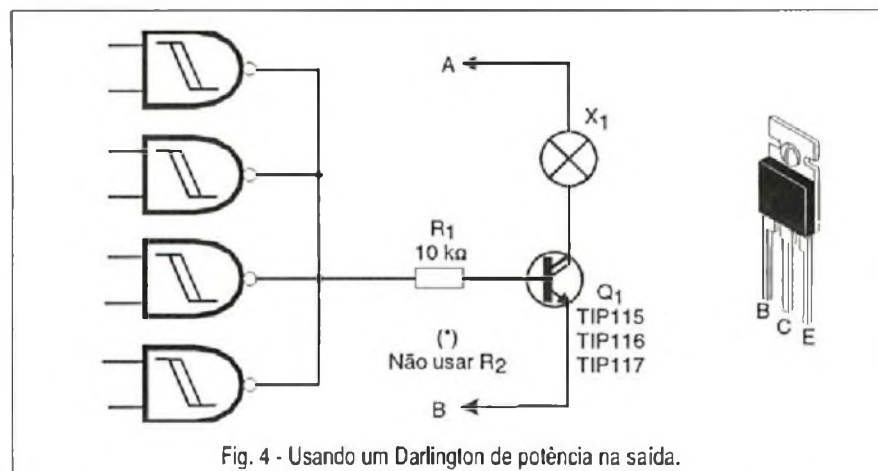 A
X1
R1
10 kΩ
Q1
TIP115
TIP116
TIP117
(*)
Não usar R2
B
B
C
E
Fig. 4 - Usando um Darlington de potência na saída.